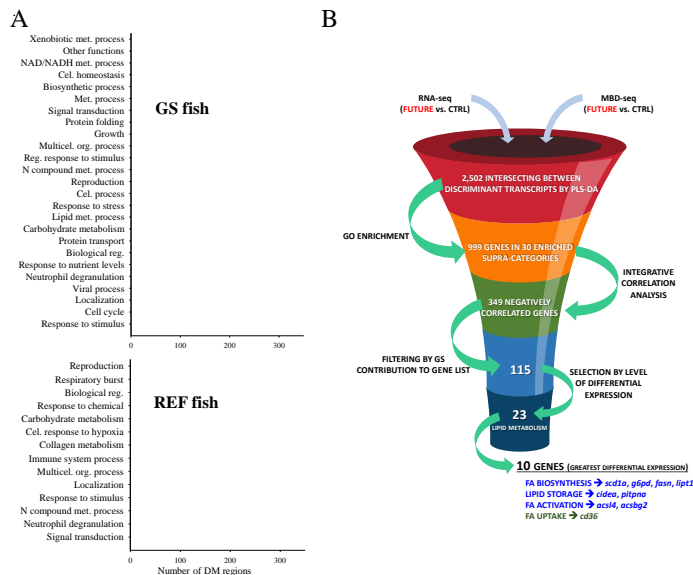 A
Xenobiotic met. process
Other functions
NAD/NADH met. process
Cel. homeostasis
Biosynthetic process
Met. process
Signal transduction
Protein folding
Growth
Multicel. org. process
Reg. response to stimulus
N compound met. process
Reproduction
Cel. process
Response to stress
Lipid met. process
Carbohydrate metabolism
Protein transport
Biological reg.
Response to nutrient levels
Neutrophil degranulation
Viral process
Localization
Cell cycle
Response to stimulus
GS fish
0 100 200 300
Reproduction
Respiratory burst
Biological reg.
Response to chemical
Carbohydrate metabolism
Cel. response to hypoxia
Collagen metabolism
Immune system process
Multicel. org. process
Localization
Response to stimulus
N compound met. process
Neutrophil degranulation
Signal transduction
REF fish
0 100 200 300
Number of DM regions
B
RNA-seq
(FUTURE vs. CTRL)
MBD-seq
(FUTURE vs. CTRL)
2,502 INTERSECTING BETWEEN
DISCRIMINANT TRANSCRIPTS BY PLS-DA
GO ENRICHMENT
999 GENES IN 30 ENRICHED
SUPRA-CATEGORIES
INTEGRATIVE
CORRELATION
ANALYSIS
349 NEGATIVELY
CORRELATED GENES
FILTERING BY GS
CONTRIBUTION TO GENE LIST
115
SELECTION BY LEVEL
OF DIFFERENTIAL
EXPRESSION
23
LIPID METABOLISM
10 GENES (GREATEST DIFFERENTIAL EXPRESSION)
FA BIOSYNTHESIS → scd1a, g6pd, fasn, lipt1
LIPID STORAGE → cidea, pitpna
FA ACTIVATION → acsl4, acsbg2
FA UPTAKE → cd36